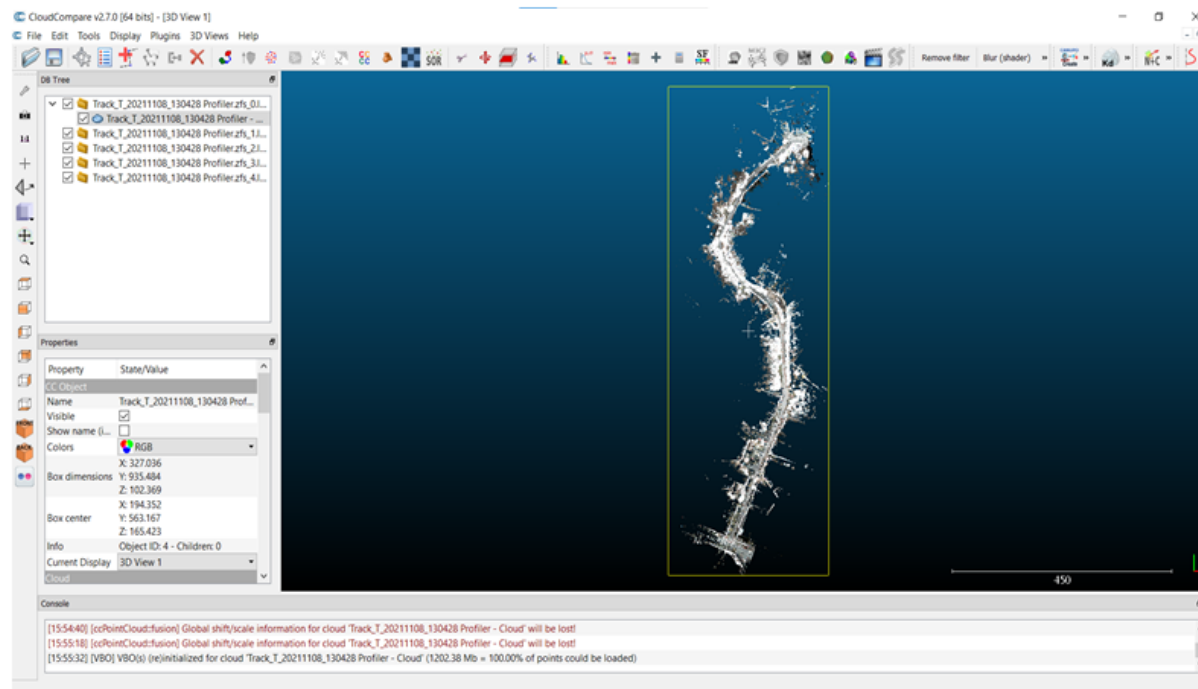 CloudCompare v2.7.0 [64 bits] - [3D View 1]
File Edit Tools Display Plugins 3D Views Help
SOR SF Remove filter Blur (shader) » » Kd » N+C »
DB Tree
Track_T_20211108_130428 Profiler.zfs_0.l...
Track_T_20211108_130428 Profiler - ...
Track_T_20211108_130428 Profiler.zfs_1.l...
Track_T_20211108_130428 Profiler.zfs_2.l...
Track_T_20211108_130428 Profiler.zfs_3.l...
Track_T_20211108_130428 Profiler.zfs_4.l...
1:1
Properties
Property State/Value
CC Object
Name Track_T_20211108_130428 Prof...
Visible
Show name (i...
Colors RGB
X: 327.036
Box dimensions Y: 935.484
Z: 102.369
X: 194.352
Box center Y: 563.167
Z: 165.423
Info Object ID: 4 - Children: 0
Current Display 3D View 1
Cloud
FRONT
BACK
450
Console
[15:54:40] [ccPointCloud::fusion] Global shift/scale information for cloud 'Track_T_20211108_130428 Profiler - Cloud' will be lost!
[15:55:18] [ccPointCloud::fusion] Global shift/scale information for cloud 'Track_T_20211108_130428 Profiler - Cloud' will be lost!
[15:55:32] [VBO] VBO(s) (re)initialized for cloud 'Track_T_20211108_130428 Profiler - Cloud' (1202.38 Mb = 100.00% of points could be loaded)